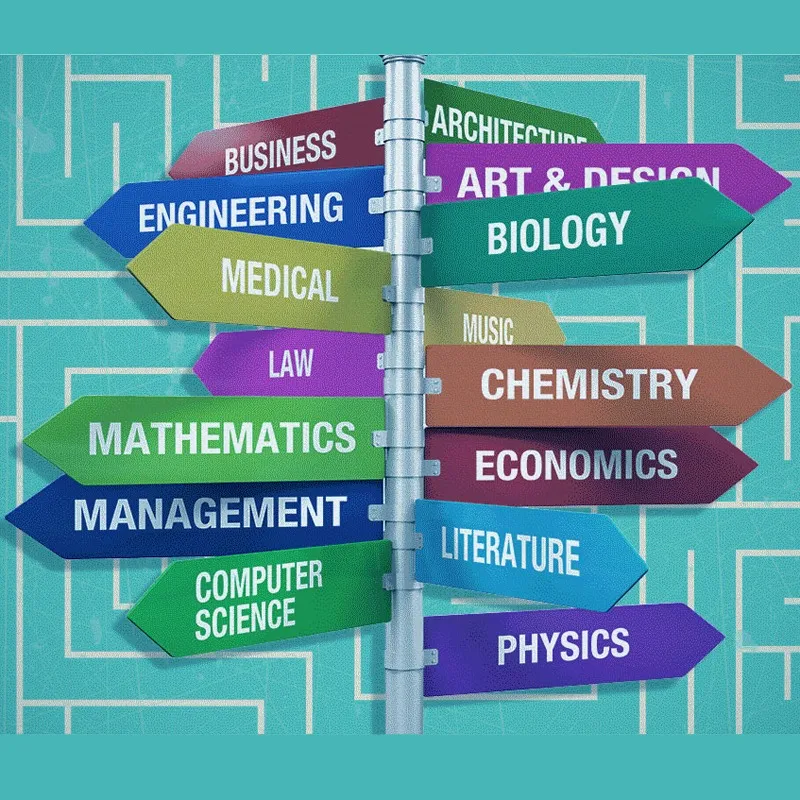 BUSINESS
ARCHITECTURE
ENGINEERING
ART & DESIGN
MEDICAL
BIOLOGY
LAW
MUSIC
MATHEMATICS
CHEMISTRY
MANAGEMENT
ECONOMICS
COMPUTER
SCIENCE
LITERATURE
PHYSICS